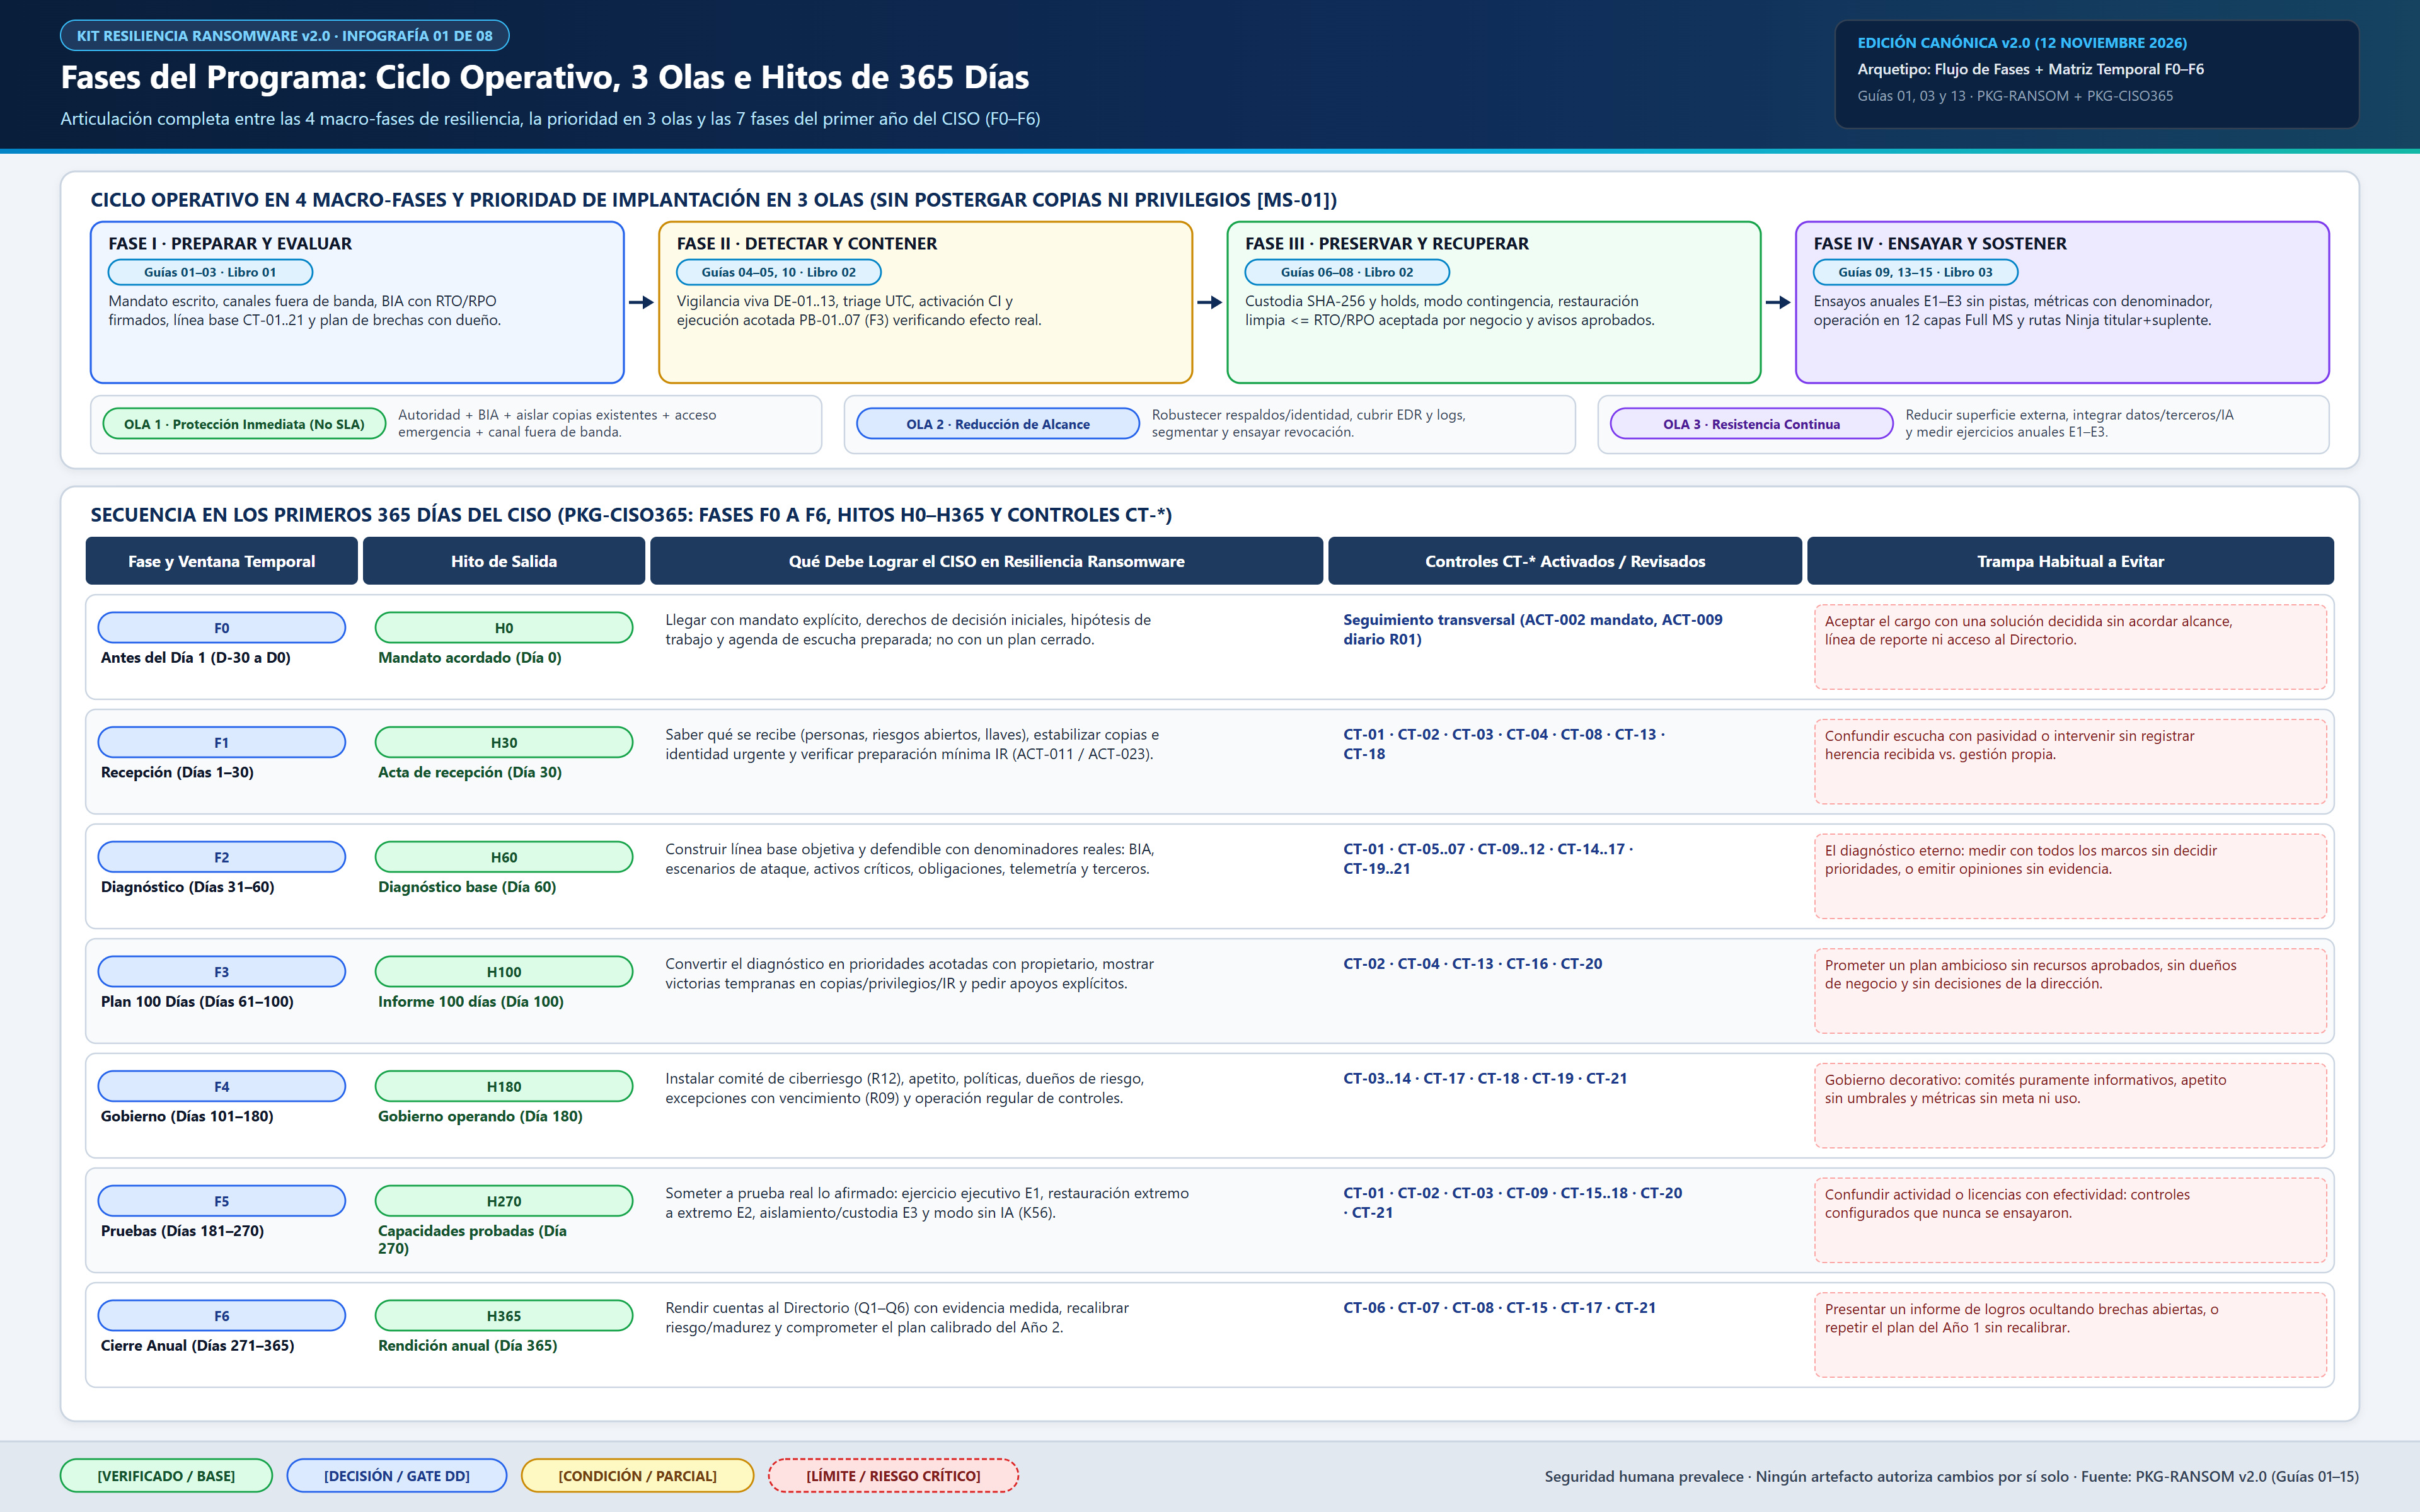 KIT RESILIENCIA RANSOMWARE v2.0 · INFOGRAFÍA 01 DE 08
Fases del Programa: Ciclo Operativo, 3 Olas e Hitos de 365 Días
Articulación completa entre las 4 macro-fases de resiliencia, la prioridad en 3 olas y las 7 fases del primer año del CISO (F0–F6)
EDICIÓN CANÓNICA v2.0 (12 NOVIEMBRE 2026)
Arquetipo: Flujo de Fases + Matriz Temporal F0–F6
Guías 01, 03 y 13 · PKG-RANSOM + PKG-CISO365
CICLO OPERATIVO EN 4 MACRO-FASES Y PRIORIDAD DE IMPLANTACIÓN EN 3 OLAS (SIN POSTERGAR COPIAS NI PRIVILEGIOS [MS-01])
FASE I · PREPARAR Y EVALUAR
Guías 01–03 · Libro 01
Mandato escrito, canales fuera de banda, BIA con RTO/RPO
firmados, línea base CT-01..21 y plan de brechas con dueño.
FASE II · DETECTAR Y CONTENER
Guías 04–05, 10 · Libro 02
Vigilancia viva DE-01..13, triage UTC, activación CI y
ejecución acotada PB-01..07 (F3) verificando efecto real.
FASE III · PRESERVAR Y RECUPERAR
Guías 06–08 · Libro 02
Custodia SHA-256 y holds, modo contingencia, restauración
limpia <= RTO/RPO aceptada por negocio y avisos aprobados.
FASE IV · ENSAYAR Y SOSTENER
Guías 09, 13–15 · Libro 03
Ensayos anuales E1–E3 sin pistas, métricas con denominador,
operación en 12 capas Full MS y rutas Ninja titular+suplente.
OLA 1 · Protección Inmediata (No SLA)
Autoridad + BIA + aislar copias existentes + acceso
emergencia + canal fuera de banda.
OLA 2 · Reducción de Alcance
Robustecer respaldos/identidad, cubrir EDR y logs,
segmentar y ensayar revocación.
OLA 3 · Resistencia Continua
Reducir superficie externa, integrar datos/terceros/IA
y medir ejercicios anuales E1–E3.
SECUENCIA EN LOS PRIMEROS 365 DÍAS DEL CISO (PKG-CISO365: FASES F0 A F6, HITOS H0–H365 Y CONTROLES CT-*)
Fase y Ventana Temporal
Hito de Salida
Qué Debe Lograr el CISO en Resiliencia Ransomware
Controles CT-* Activados / Revisados
Trampa Habitual a Evitar
F0
Antes del Día 1 (D-30 a D0)
H0
Mandato acordado (Día 0)
Llegar con mandato explícito, derechos de decisión iniciales, hipótesis de
trabajo y agenda de escucha preparada; no con un plan cerrado.
Seguimiento transversal (ACT-002 mandato, ACT-009
diario R01)
Aceptar el cargo con una solución decidida sin acordar alcance,
línea de reporte ni acceso al Directorio.
F1
Recepción (Días 1–30)
H30
Acta de recepción (Día 30)
Saber qué se recibe (personas, riesgos abiertos, llaves), estabilizar copias e
identidad urgente y verificar preparación mínima IR (ACT-011 / ACT-023).
CT-01 · CT-02 · CT-03 · CT-04 · CT-08 · CT-13 ·
CT-18
Confundir escucha con pasividad o intervenir sin registrar
herencia recibida vs. gestión propia.
F2
Diagnóstico (Días 31–60)
H60
Diagnóstico base (Día 60)
Construir línea base objetiva y defendible con denominadores reales: BIA,
escenarios de ataque, activos críticos, obligaciones, telemetría y terceros.
CT-01 · CT-05..07 · CT-09..12 · CT-14..17 ·
CT-19..21
El diagnóstico eterno: medir con todos los marcos sin decidir
prioridades, o emitir opiniones sin evidencia.
F3
Plan 100 Días (Días 61–100)
H100
Informe 100 días (Día 100)
Convertir el diagnóstico en prioridades acotadas con propietario, mostrar
victorias tempranas en copias/privilegios/IR y pedir apoyos explícitos.
CT-02 · CT-04 · CT-13 · CT-16 · CT-20
Prometer un plan ambicioso sin recursos aprobados, sin dueños
de negocio y sin decisiones de la dirección.
F4
Gobierno (Días 101–180)
H180
Gobierno operando (Día 180)
Instalar comité de ciberriesgo (R12), apetito, políticas, dueños de riesgo,
excepciones con vencimiento (R09) y operación regular de controles.
CT-03..14 · CT-17 · CT-18 · CT-19 · CT-21
Gobierno decorativo: comités puramente informativos, apetito
sin umbrales y métricas sin meta ni uso.
F5
Pruebas (Días 181–270)
H270
Capacidades probadas (Día
270)
Someter a prueba real lo afirmado: ejercicio ejecutivo E1, restauración extremo
a extremo E2, aislamiento/custodia E3 y modo sin IA (K56).
CT-01 · CT-02 · CT-03 · CT-09 · CT-15..18 · CT-20
· CT-21
Confundir actividad o licencias con efectividad: controles
configurados que nunca se ensayaron.
F6
Cierre Anual (Días 271–365)
H365
Rendición anual (Día 365)
Rendir cuentas al Directorio (Q1–Q6) con evidencia medida, recalibrar
riesgo/madurez y comprometer el plan calibrado del Año 2.
CT-06 · CT-07 · CT-08 · CT-15 · CT-17 · CT-21
Presentar un informe de logros ocultando brechas abiertas, o
repetir el plan del Año 1 sin recalibrar.
[VERIFICADO / BASE]
[DECISIÓN / GATE DD]
[CONDICIÓN / PARCIAL]
[LÍMITE / RIESGO CRÍTICO]
Seguridad humana prevalece · Ningún artefacto autoriza cambios por sí solo · Fuente: PKG-RANSOM v2.0 (Guías 01–15)